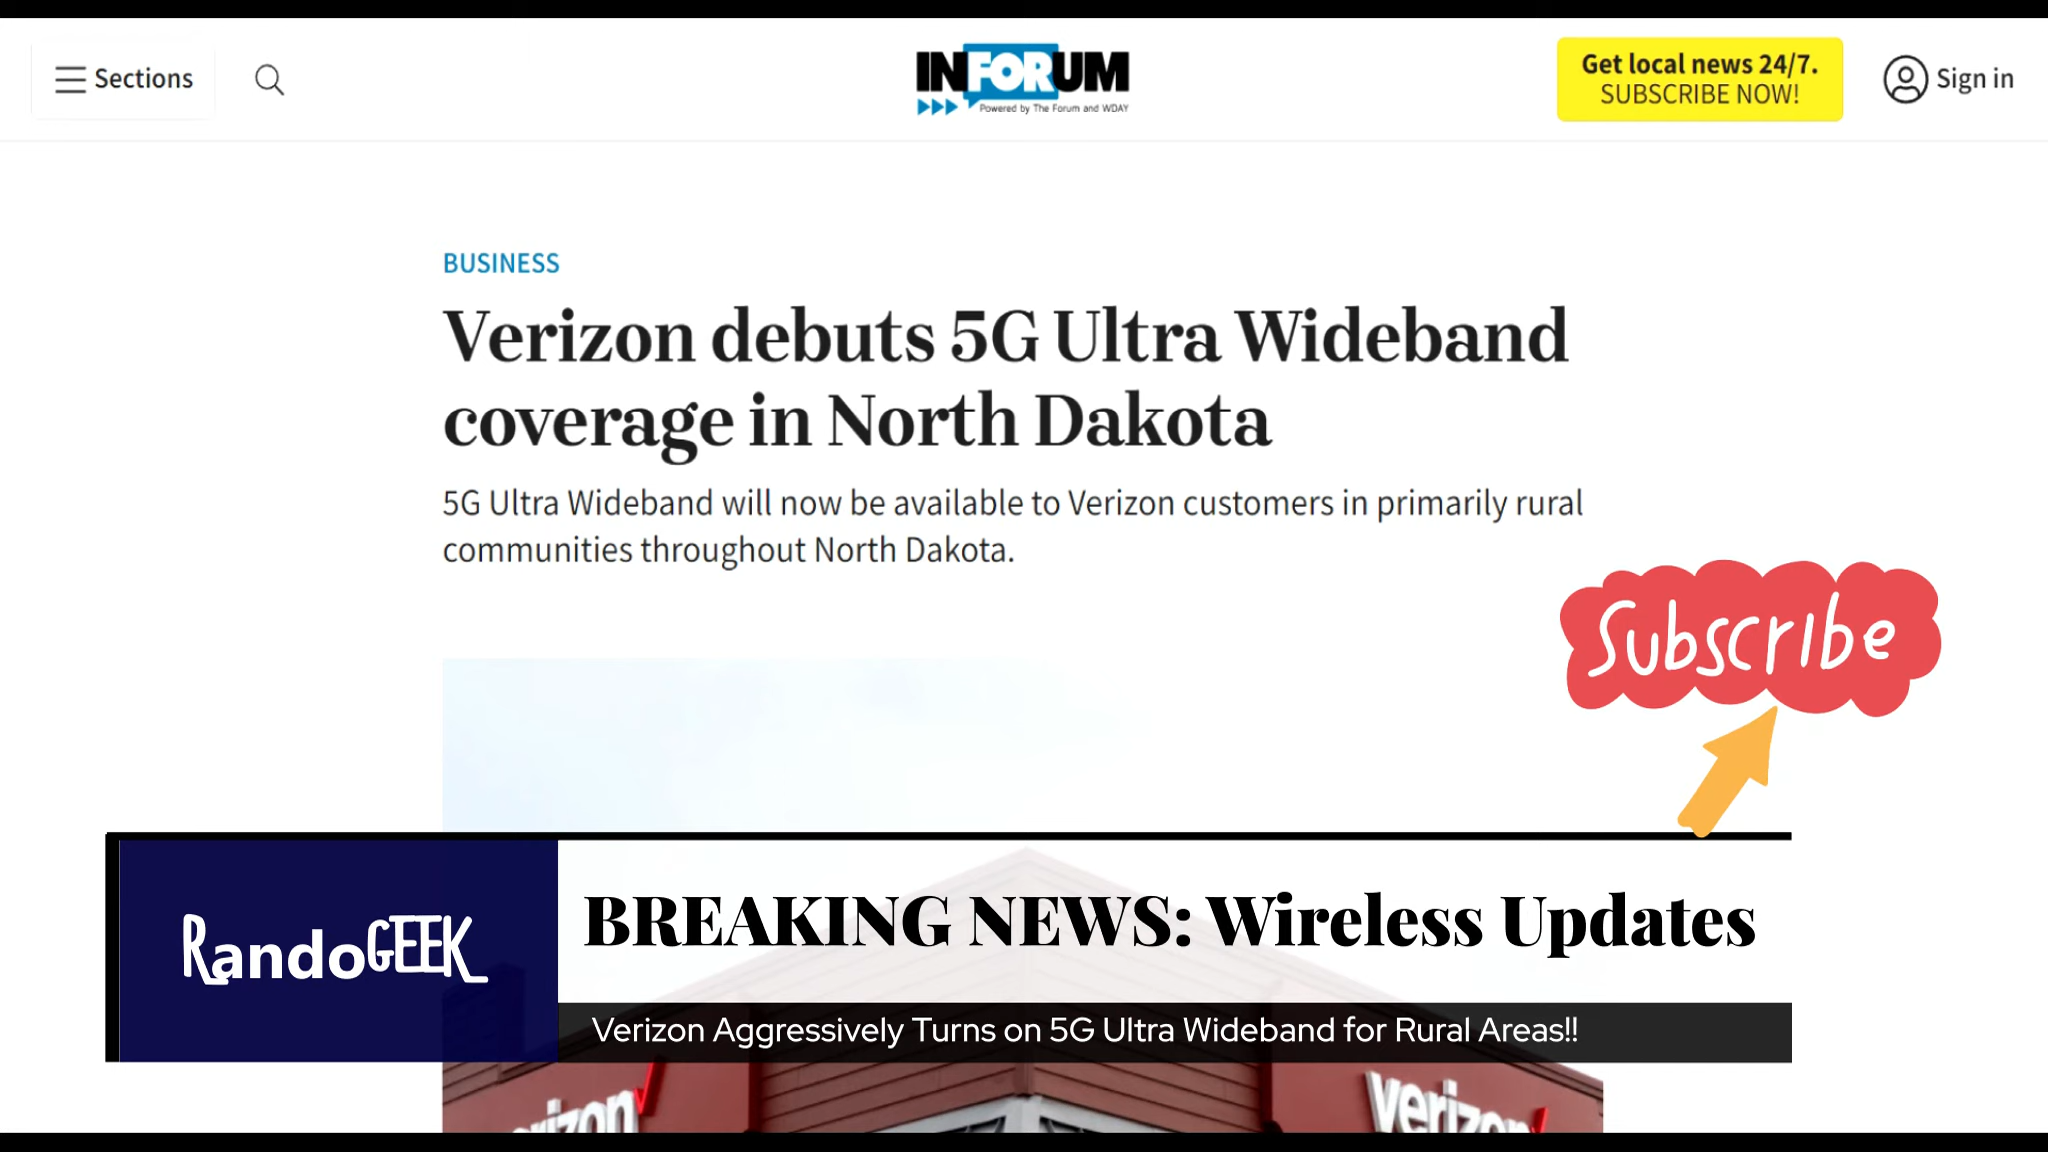 Sections
INFORUM
Powered by The Forum and WDAY
Get local news 24/7.
SUBSCRIBE NOW!
Sign in
BUSINESS
Verizon debuts 5G Ultra Wideband
coverage in North Dakota
5G Ultra Wideband will now be available to Verizon customers in primarily rural
communities throughout North Dakota.
Subscribe
RandoGEEK
BREAKING NEWS: Wireless Updates
Verizon Aggressively Turns on 5G Ultra Wideband for Rural Areas!!
verizon
verizon